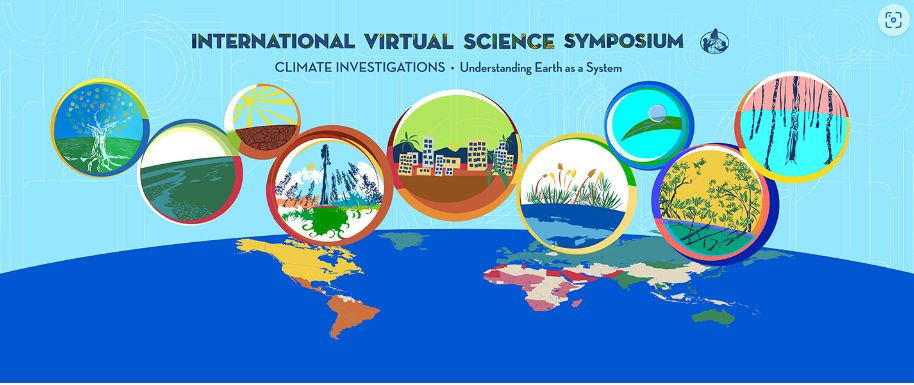 INTERNATIONAL VIRTUAL SCIENCE SYMPOSIUM
CLIMATE INVESTIGATIONS • Understanding Earth as a System